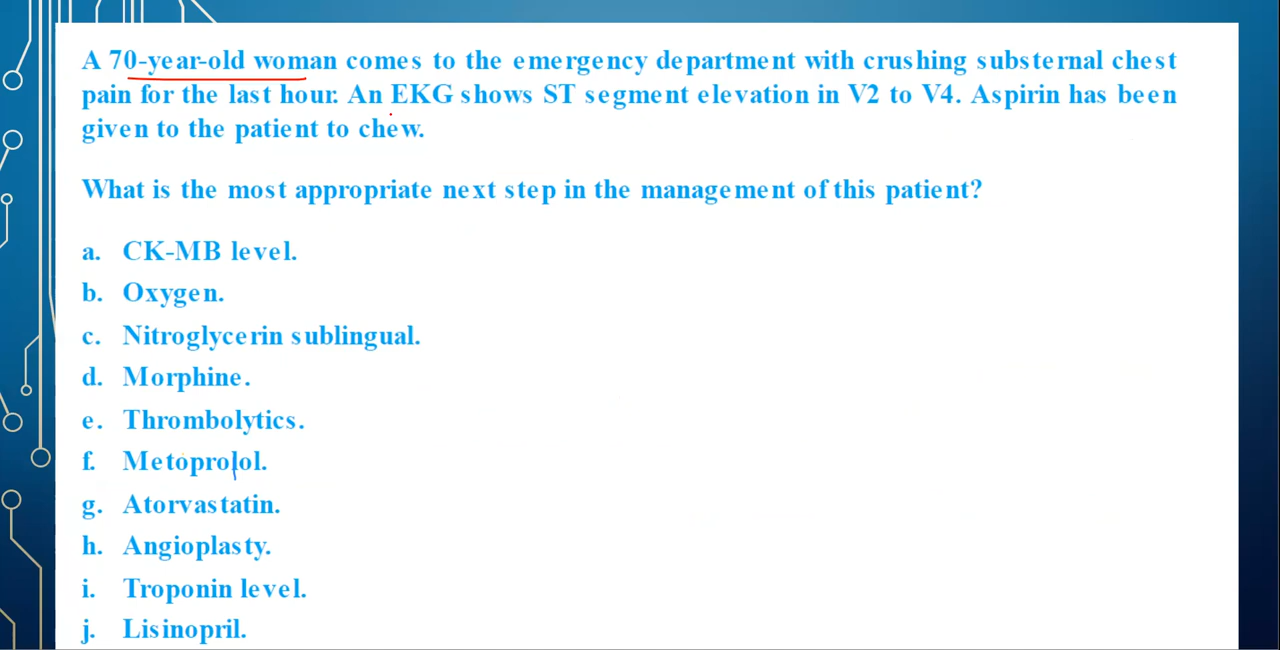 A 70-year-old woman comes to the emergency department with crushing substernal chest
pain for the last hour. An EKG shows ST segment elevation in V2 to V4. Aspirin has been
given to the patient to chew.
What is the most appropriate next step in the management of this patient?
a. CK-MB level.
b. Oxygen.
c. Nitroglycerin sublingual.
d. Morphine.
e. Thrombolytics.
f. Metoprolol.
g. Atorvastatin.
h. Angioplasty.
i. Troponin level.
j. Lisinopril.